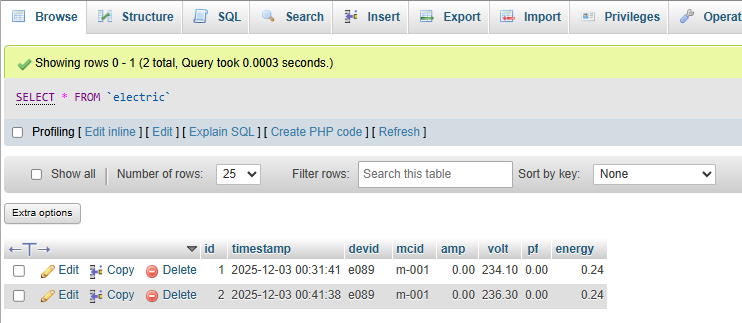 Browse Structure SQL Search Insert Export Import Privileges Operat
Showing rows 0 - 1 (2 total, Query took 0.0003 seconds.)
SELECT * FROM `electric`
Profiling [ Edit inline ] [ Edit ] [ Explain SQL ] [ Create PHP code ] [ Refresh ]
Show all Number of rows: 25 Filter rows: Search this table Sort by key: None
Extra options
id timestamp devid mcid amp volt pf energy
Edit Copy Delete 1 2025-12-03 00:31:41 e089 m-001 0.00 234.10 0.00 0.24
Edit Copy Delete 2 2025-12-03 00:41:38 e089 m-001 0.00 236.30 0.00 0.24